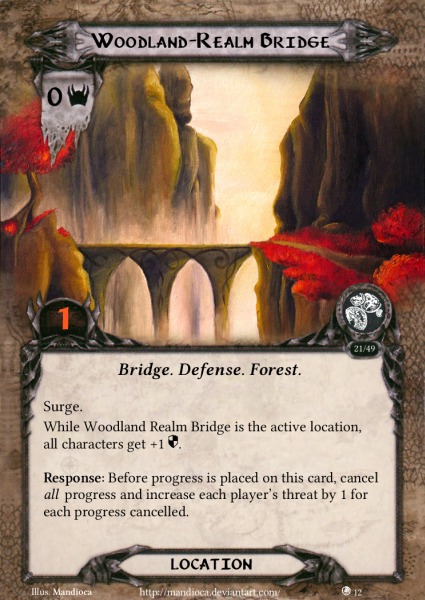 Woodland-Realm Bridge
0
1
21/49
Bridge. Defense. Forest.
Surge.
While Woodland Realm Bridge is the active location,
all characters get +1 .
Response: Before progress is placed on this card, cancel
all progress and increase each player's threat by 1 for
each progress cancelled.
LOCATION
Illus. Mandioca http://mandioca.deviantart.com/ 12